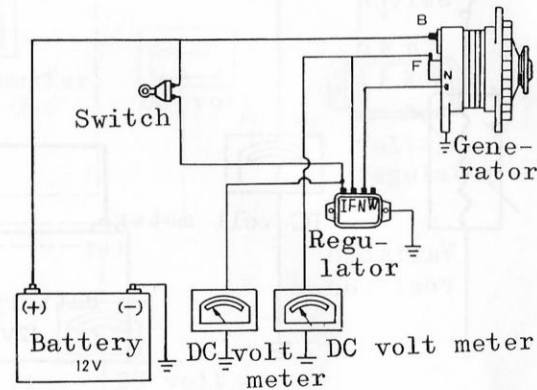 B
F
N
Switch
Gene-
rator
IFNW
Regu-
lator
(+) (-)
Battery
12V
DC volt
meter
DC volt meter